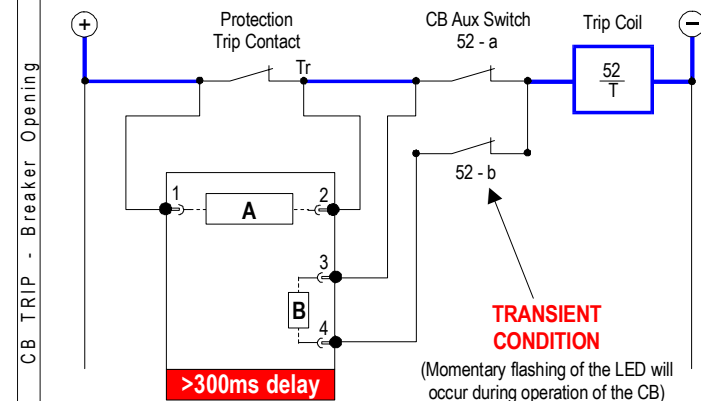 CB TRIP - Breaker Opening
+
Protection
Trip Contact
Tr
CB Aux Switch
52 - a
Trip Coil
−
52
T
52 - b
1
A
2
3
B
4
>300ms delay
TRANSIENT
CONDITION
(Momentary flashing of the LED will
occur during operation of the CB)